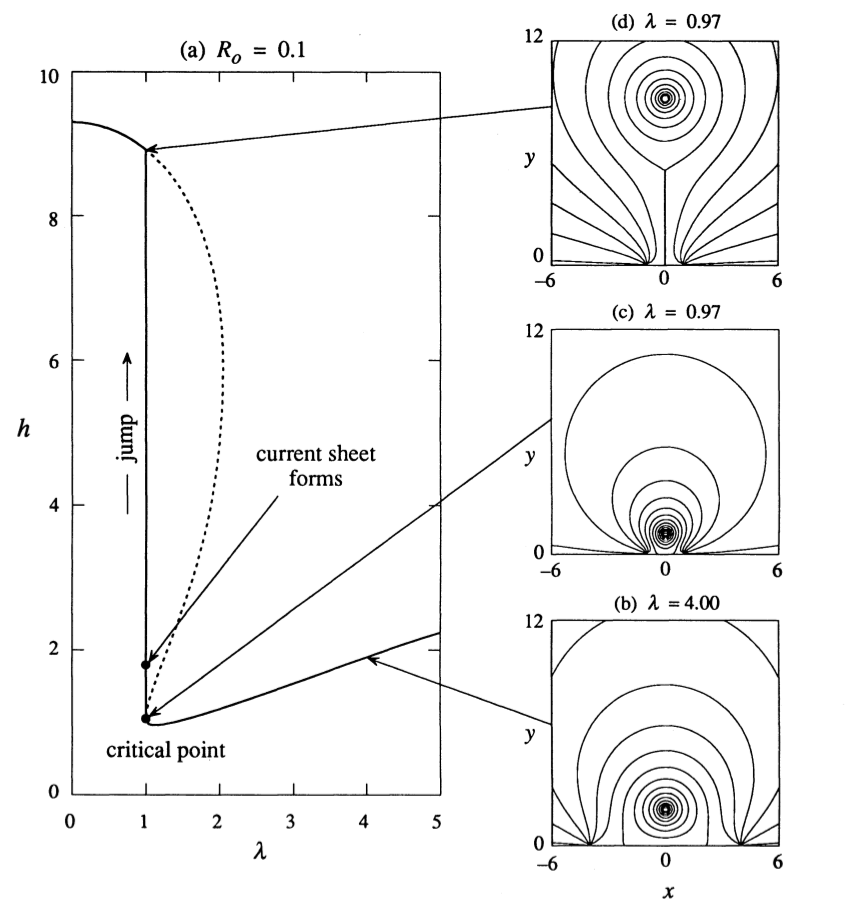 (a) R_o = 0.1
10
8
6
4
2
0
h
jump
current sheet
forms
critical point
0 1 2 3 4 5
λ
(d) λ = 0.97
12
y
0
−6 0 6
(c) λ = 0.97
12
y
0
−6 0 6
(b) λ = 4.00
12
y
0
−6 0 6
x